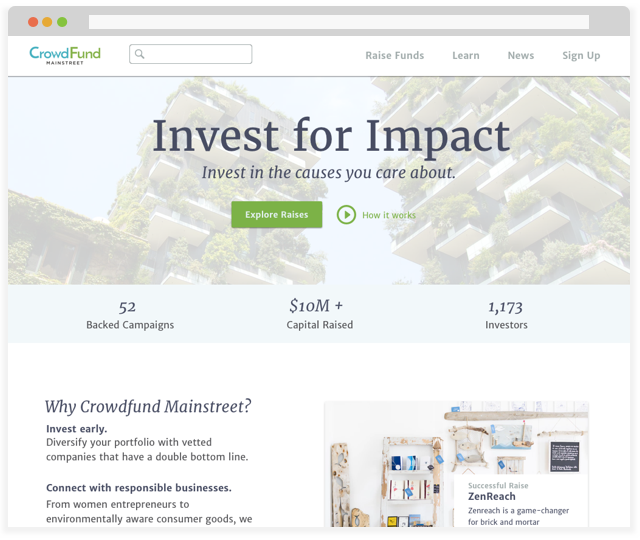 CrowdFund
MAINSTREET
Raise Funds Learn News Sign Up
Invest for Impact
Invest in the causes you care about.
Explore Raises How it works
52 $10M + 1,173
Backed Campaigns Capital Raised Investors
Why Crowdfund Mainstreet?
Invest early.
Diversify your portfolio with vetted
companies that have a double bottom line.
Connect with responsible businesses.
From women entrepreneurs to
environmentally aware consumer goods, we
Successful Raise
ZenReach
Zenreach is a game-changer
for brick and mortar